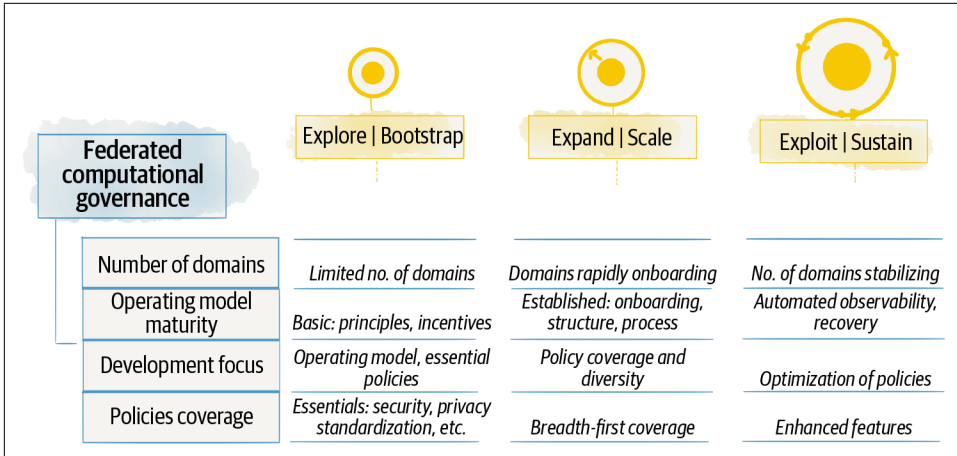 Explore | Bootstrap
Expand | Scale
Exploit | Sustain
Federated
computational
governance
Number of domains
Limited no. of domains
Domains rapidly onboarding
No. of domains stabilizing
Operating model
maturity
Basic: principles, incentives
Established: onboarding,
structure, process
Automated observability,
recovery
Development focus
Operating model, essential
policies
Policy coverage and
diversity
Optimization of policies
Policies coverage
Essentials: security, privacy
standardization, etc.
Breadth-first coverage
Enhanced features